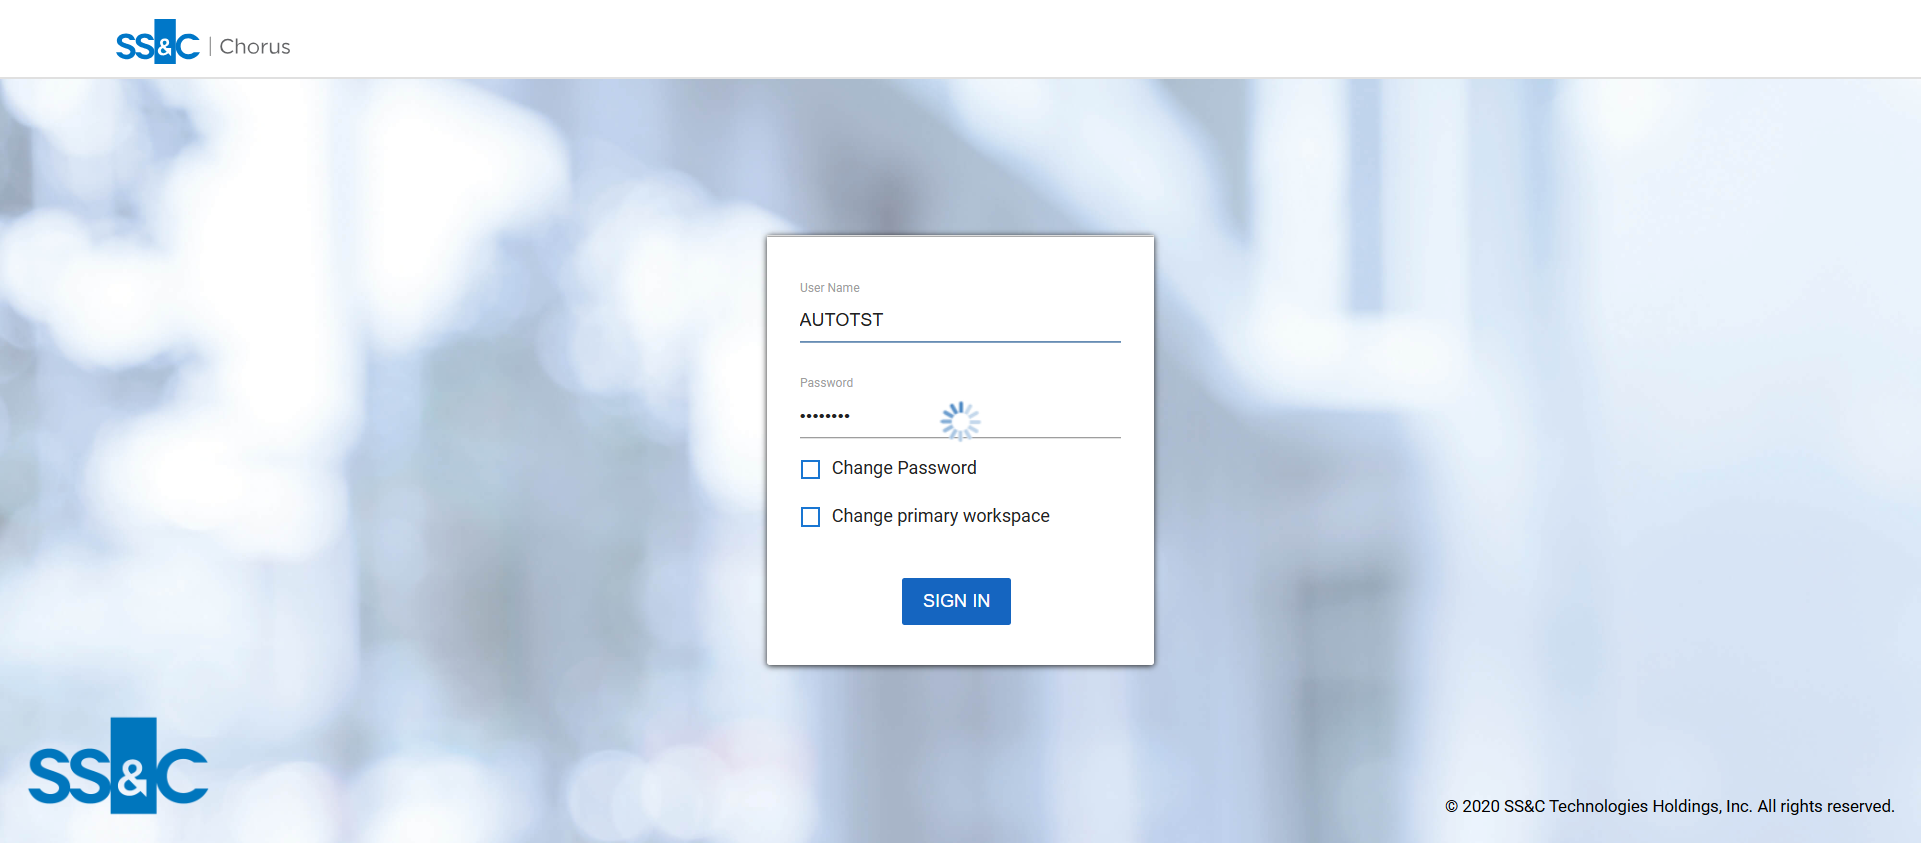 SS&C | Chorus
User Name
AUTOTST
Password
••••••••
Change Password
Change primary workspace
SIGN IN
SS&C
© 2020 SS&C Technologies Holdings, Inc. All rights reserved.